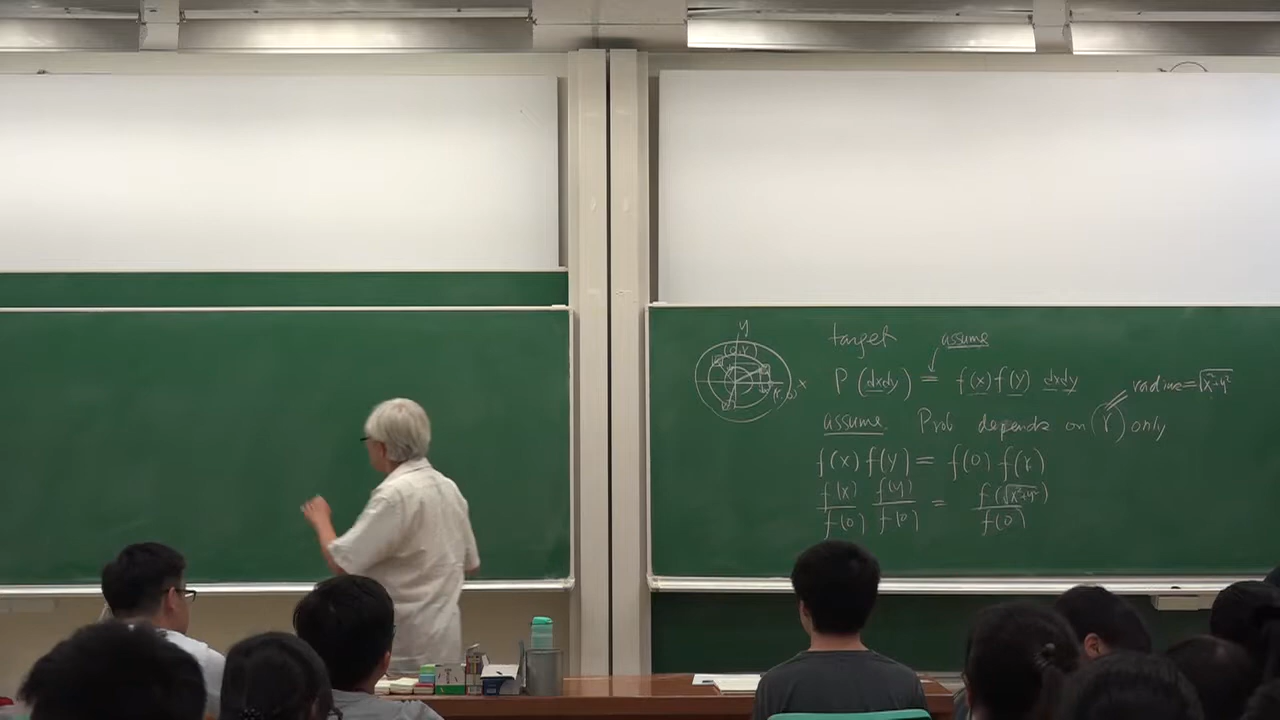 y
target assume
P (dxdy) = f(x) f(y) dxdy
x
radius = √x²+y²
assume Prob depends on (r) only
f(x) f(y) = f(0) f(r)
f(x)/f(0) f(y)/f(0) = f(√x²+y²)/f(0)